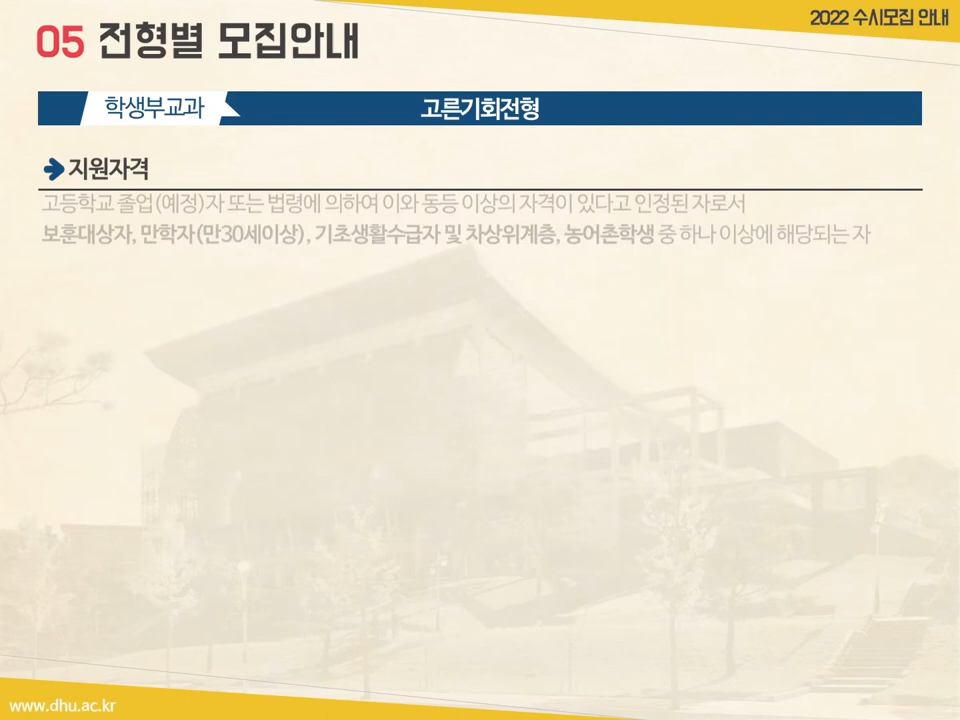 2022 수시모집 안내
05 전형별 모집안내
학생부교과
고른기회전형
지원자격
고등학교 졸업(예정)자 또는 법령에 의하여 이와 동등 이상의 자격이 있다고 인정된 자로서
보훈대상자, 만학자(만30세이상), 기초생활수급자 및 차상위계층, 농어촌학생 중 하나 이상에 해당되는 자
www.dhu.ac.kr